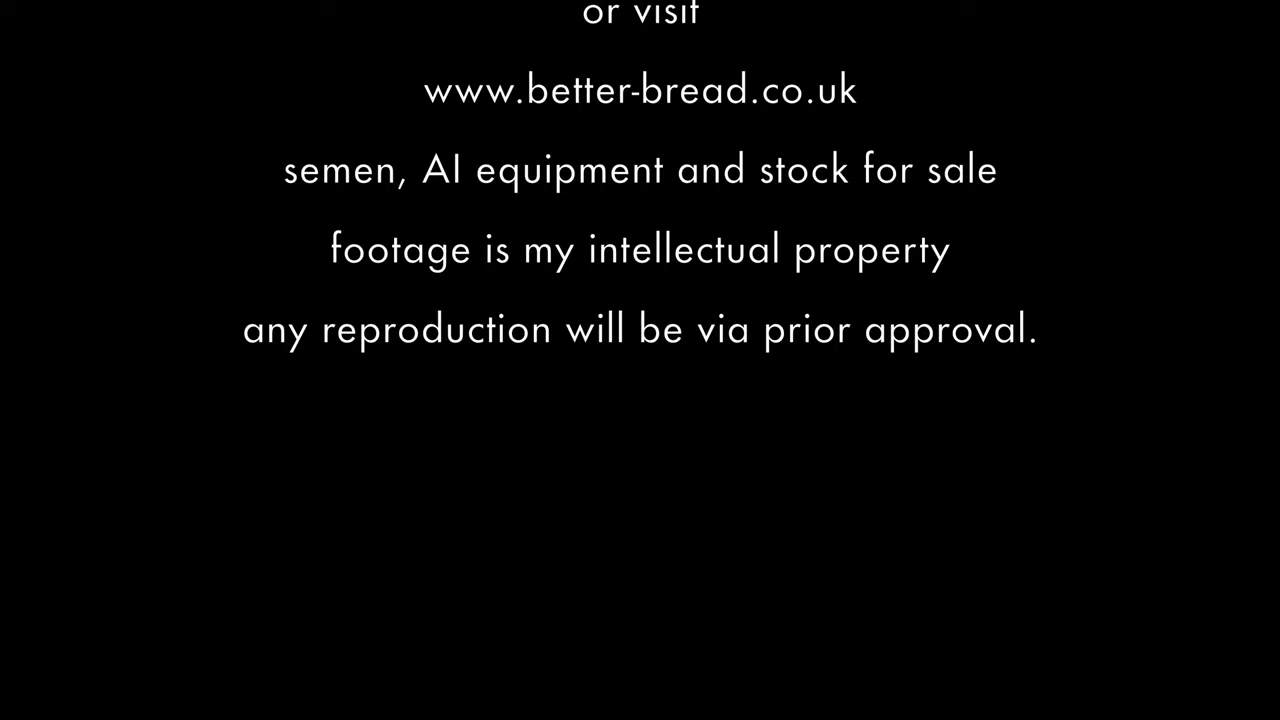 or visit
www.better-bread.co.uk
semen, AI equipment and stock for sale
footage is my intellectual property
any reproduction will be via prior approval.